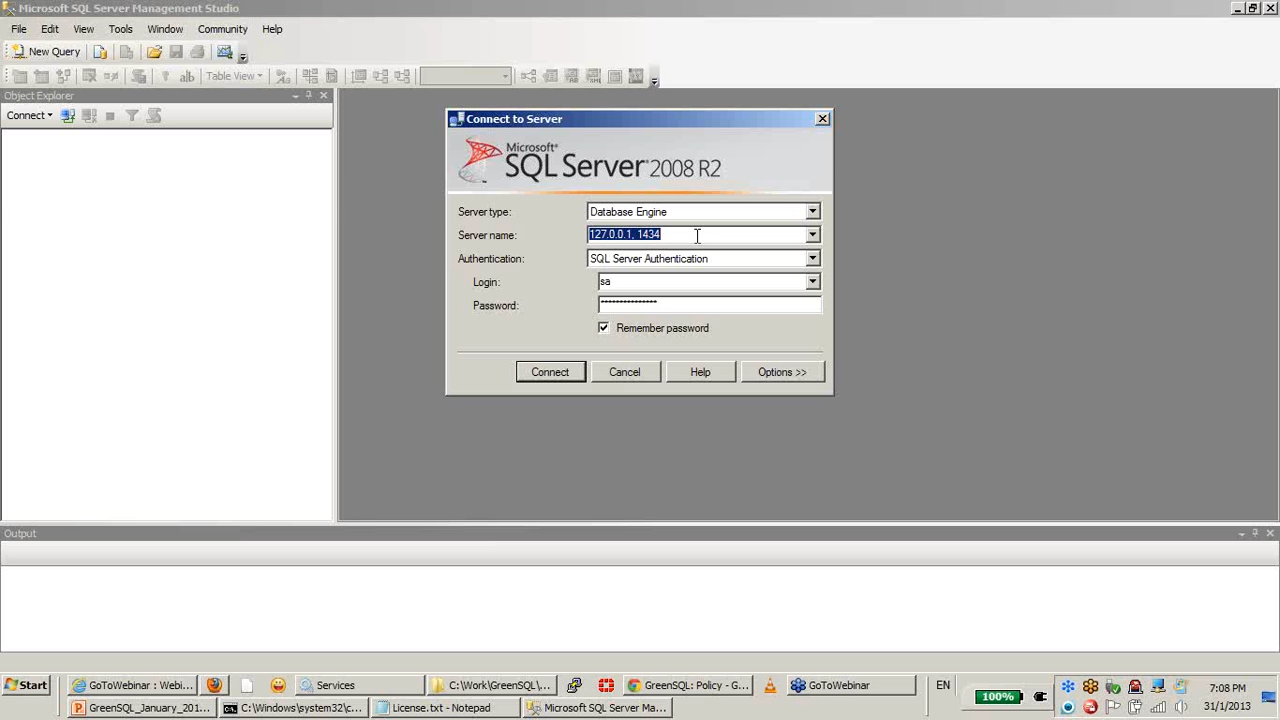 Microsoft SQL Server Management Studio
File Edit View Tools Window Community Help
New Query
Table View
Object Explorer
Connect
Connect to Server
Microsoft®
SQL Server 2008 R2
Server type: Database Engine
Server name: 127.0.0.1, 1434
Authentication: SQL Server Authentication
Login: sa
Password: ***************
Remember password
Connect Cancel Help Options >>
Output
Start GoToWebinar : Webi... Services C:\Work\GreenSQL\... GreenSQL: Policy - G... GoToWebinar EN 100% 7:08 PM
GreenSQL_January_201... C:\Windows\system32\c... License.txt - Notepad Microsoft SQL Server Ma... 31/1/2013